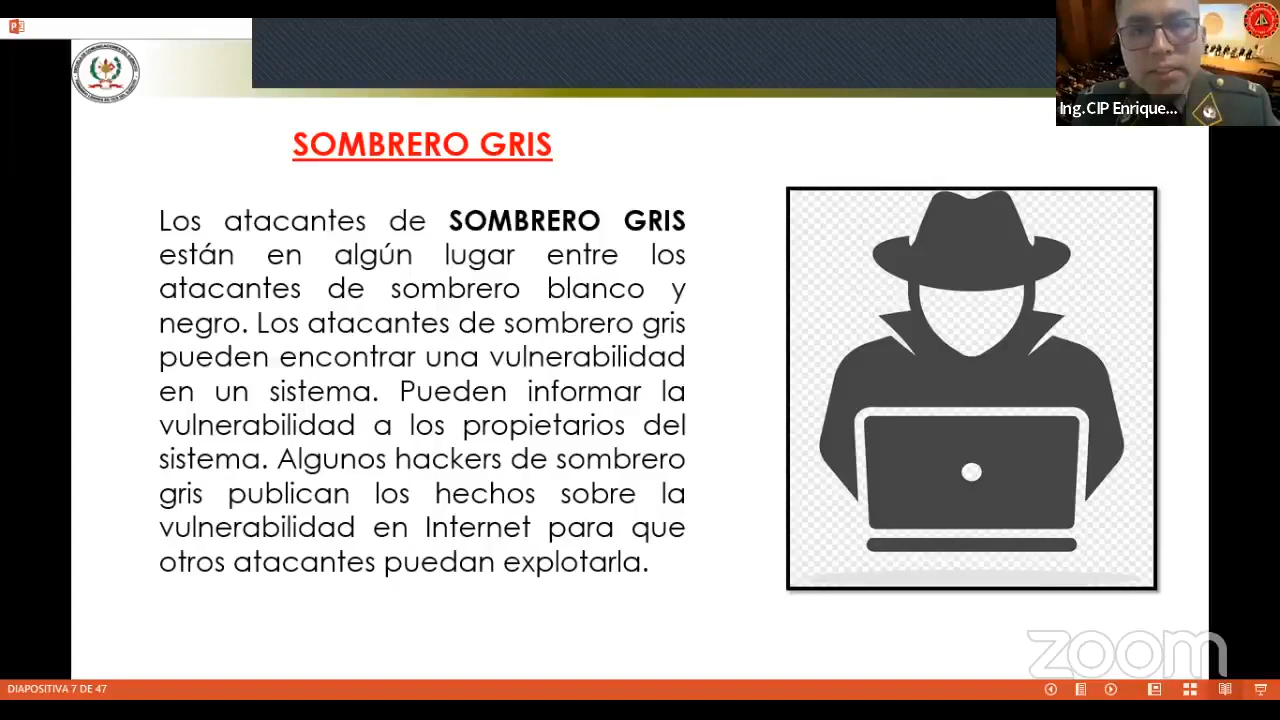 Ing.CIP Enrique...
SOMBRERO GRIS
Los atacantes de SOMBRERO GRIS
están en algún lugar entre los
atacantes de sombrero blanco y
negro. Los atacantes de sombrero gris
pueden encontrar una vulnerabilidad
en un sistema. Pueden informar la
vulnerabilidad a los propietarios del
sistema. Algunos hackers de sombrero
gris publican los hechos sobre la
vulnerabilidad en Internet para que
otros atacantes puedan explotarla.
zoom
DIAPOSITIVA 7 DE 47